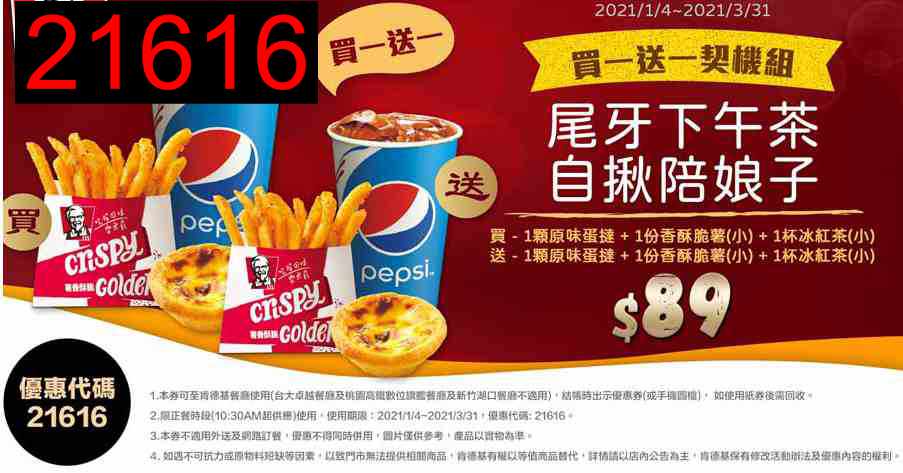 21616
買一送一
2021/1/4~2021/3/31
買一送一契機組
尾牙下午茶
自揪陪娘子
買 - 1顆原味蛋撻 + 1份香酥脆薯(小) + 1杯冰紅茶(小)
送 - 1顆原味蛋撻 + 1份香酥脆薯(小) + 1杯冰紅茶(小)
$89
買
送
pepsi
pepsi
CRISPY
GOLDEN
CRISPY
GOLDEN
優惠代碼
21616
1.本券可至肯德基餐廳使用(台大卓越餐廳及桃園高鐵數位旗艦餐廳及新竹湖口餐廳不適用)，結帳時出示優惠券(或手機圖檔)， 如使用紙券後需回收。
2.限正餐時段(10:30AM起供應)使用，使用期限：2021/1/4~2021/3/31，優惠代碼: 21616。
3.本券不適用外送及網路訂餐，優惠不得同時併用，圖片僅供參考，產品以實物為準。
4. 如遇不可抗力或原物料短缺等因素，以致門市無法提供相關商品，肯德基有權以等值商品替代，詳情請以店內公告為主，肯德基保有修改活動辦法及優惠內容的權利。